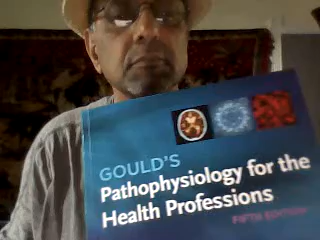 GOULD'S
Pathophysiology for the
Health Professions
FIFTH EDITION